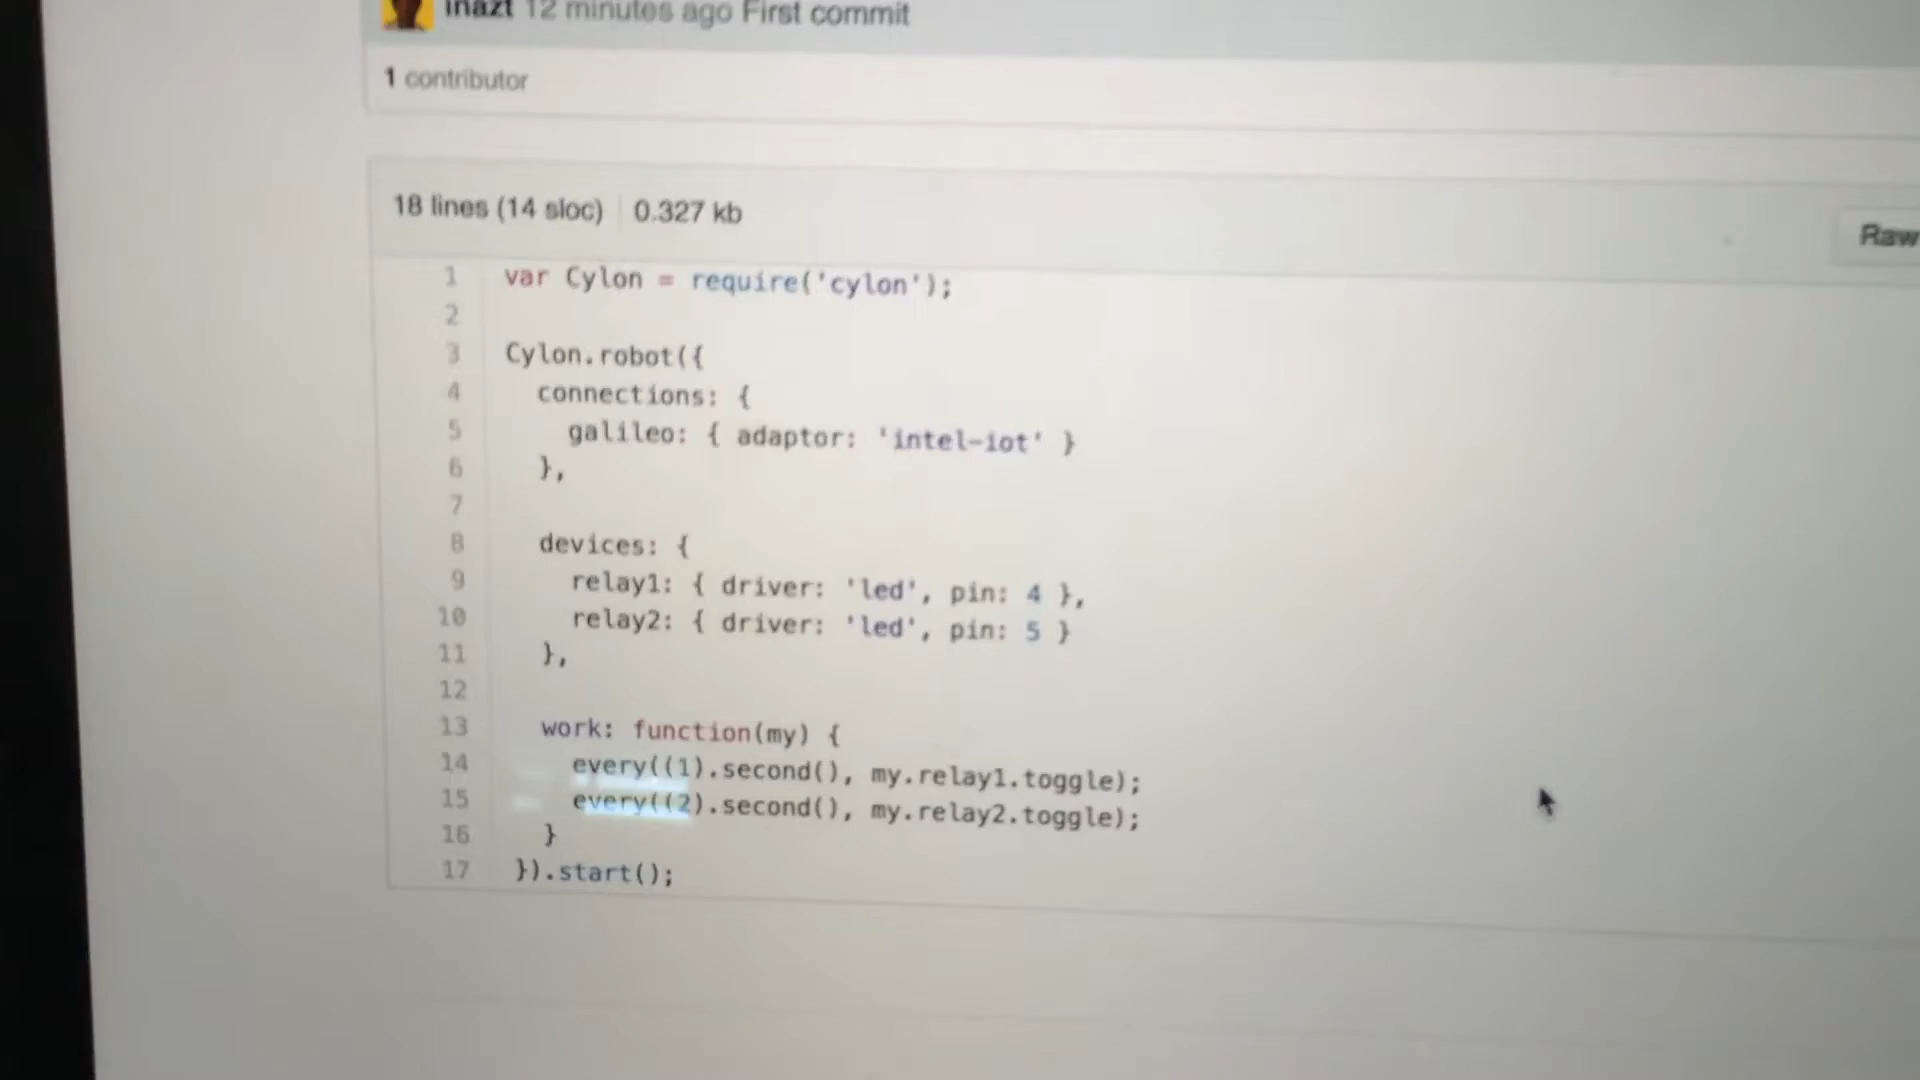 inazt 12 minutes ago First commit
1 contributor
18 lines (14 sloc) 0.327 kb
Raw
1 var Cylon = require('cylon');
2
3 Cylon.robot({
4 connections: {
5 galileo: { adaptor: 'intel-iot' }
6 },
7
8 devices: {
9 relay1: { driver: 'led', pin: 4 },
10 relay2: { driver: 'led', pin: 5 }
11 },
12
13 work: function(my) {
14 every((1).second(), my.relay1.toggle);
15 every((2).second(), my.relay2.toggle);
16 }
17 }).start();